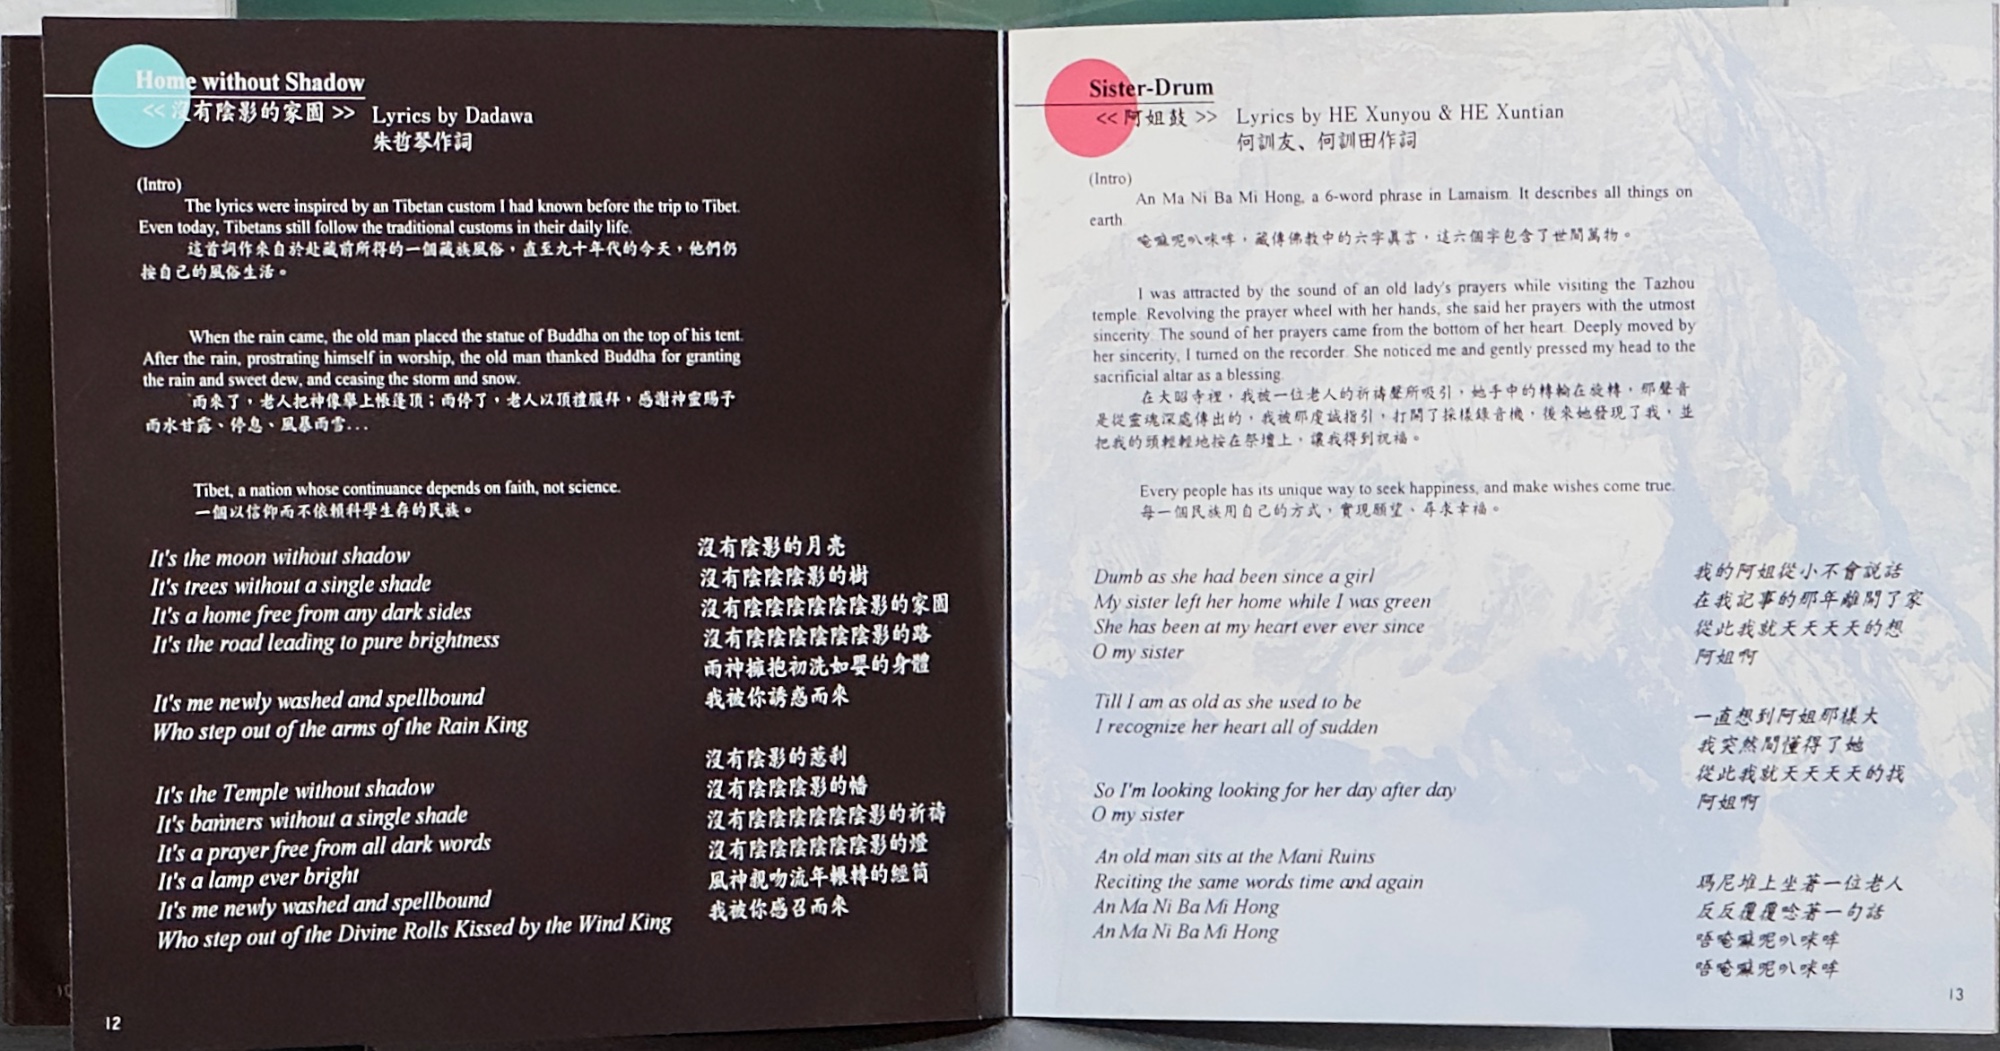 Home without Shadow
<< 沒有陰影的家園 >> Lyrics by Dadawa
朱哲琴作詞
(Intro)
The lyrics were inspired by an Tibetan custom I had known before the trip to Tibet.
Even today, Tibetans still follow the traditional customs in their daily life.
這首詞作來自於赴藏前所得的一個藏族風俗，直至九十年代的今天，他們仍
按自己的風俗生活。
When the rain came, the old man placed the statue of Buddha on the top of his tent.
After the rain, prostrating himself in worship, the old man thanked Buddha for granting
the rain and sweet dew, and ceasing the storm and snow.
雨來了，老人把神像舉上帳蓬頂；雨停了，老人以頂禮膜拜，感謝神靈賜予
雨水甘露、停息、風暴雨雪...
Tibet, a nation whose continuance depends on faith, not science.
一個以信仰而不依賴科學生存的民族。
It's the moon without shadow
It's trees without a single shade
It's a home free from any dark sides
It's the road leading to pure brightness
It's me newly washed and spellbound
Who step out of the arms of the Rain King
It's the Temple without shadow
It's banners without a single shade
It's a prayer free from all dark words
It's a lamp ever bright
It's me newly washed and spellbound
Who step out of the Divine Rolls Kissed by the Wind King
沒有陰影的月亮
沒有陰陰陰影的樹
沒有陰陰陰陰陰陰影的家園
沒有陰陰陰陰陰陰影的路
雨神擁抱初洗如嬰的身體
我被你誘惑而來
沒有陰影的惹剎
沒有陰陰陰影的幡
沒有陰陰陰陰陰陰影的祈禱
沒有陰陰陰陰陰陰影的燈
風神親吻流年輾轉的經筒
我被你感召而來
12
Sister-Drum
<< 阿姐鼓 >> Lyrics by HE Xunyou & HE Xuntian
何訓友、何訓田作詞
(Intro)
An Ma Ni Ba Mi Hong, a 6-word phrase in Lamaism. It describes all things on
earth.
唵嘛呢叭咪哞，藏傳佛教中的六字真言，這六個字包含了世間萬物。
I was attracted by the sound of an old lady's prayers while visiting the Tazhou
temple. Revolving the prayer wheel with her hands, she said her prayers with the utmost
sincerity. The sound of her prayers came from the bottom of her heart. Deeply moved by
her sincerity, I turned on the recorder. She noticed me and gently pressed my head to the
sacrificial altar as a blessing.
在大昭寺裡，我被一位老人的祈禱聲所吸引，她手中的轉輪在旋轉，那聲音
是從靈魂深處傳出的，我被那虔誠指引，打開了採樣錄音機，後來她發現了我，並
把我的頭輕輕地按在祭壇上，讓我得到祝福。
Every people has its unique way to seek happiness, and make wishes come true.
每一個民族用自己的方式，實現願望、尋求幸福。
Dumb as she had been since a girl
My sister left her home while I was green
She has been at my heart ever ever since
O my sister
Till I am as old as she used to be
I recognize her heart all of sudden
So I'm looking looking for her day after day
O my sister
An old man sits at the Mani Ruins
Reciting the same words time and again
An Ma Ni Ba Mi Hong
An Ma Ni Ba Mi Hong
我的阿姐從小不會說話
在我記事的那年離開了家
從此我就天天天天的想
阿姐啊
一直想到阿姐那樣大
我突然間懂得了她
從此我就天天天天的找
阿姐啊
瑪尼堆上坐著一位老人
反反覆覆唸著一句話
唔唵嘛呢叭咪哞
唔唵嘛呢叭咪哞
13